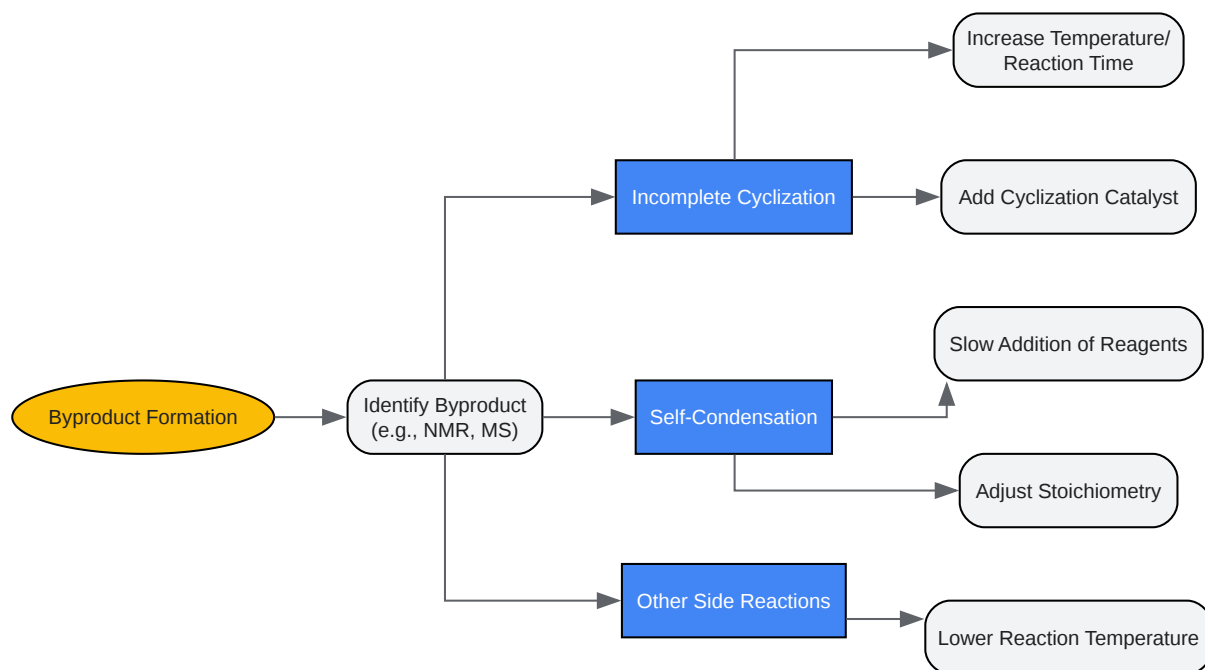 Increase Temperature/
Reaction Time
Incomplete Cyclization
Add Cyclization Catalyst
Slow Addition of Reagents
Byproduct Formation
Identify Byproduct
(e.g., NMR, MS)
Self-Condensation
Adjust Stoichiometry
Other Side Reactions
Lower Reaction Temperature